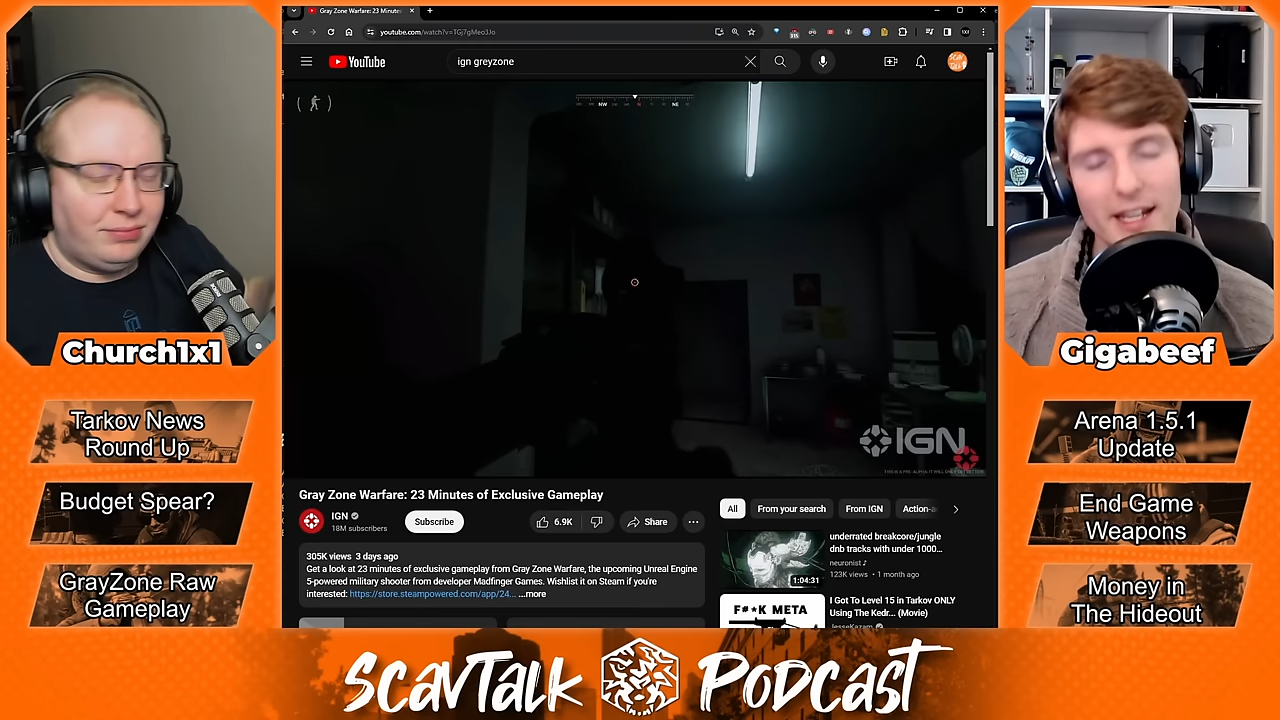 Gray Zone Warfare: 23 Minutes
youtube.com/watch?v=TGj7gMeo3Jo
YouTube
ign greyzone
NW
N
NE
IGN
Gray Zone Warfare: 23 Minutes of Exclusive Gameplay
IGN
18M subscribers
Subscribe
6.9K
Share
305K views 3 days ago
Get a look at 23 minutes of exclusive gameplay from Gray Zone Warfare, the upcoming Unreal Engine
5-powered military shooter from developer Madfinger Games. Wishlist it on Steam if you're
interested: https://store.steampowered.com/app/24... ...more
All
From your search
From IGN
Action-a
1:04:31
underrated breakcore/jungle
dnb tracks with under 1000...
neuronist
123K views • 1 month ago
F**K META
I Got To Level 15 in Tarkov ONLY
Using The Kedr... (Movie)
JesseKazam
Church1x1
Tarkov News
Round Up
Budget Spear?
GrayZone Raw
Gameplay
Gigabeef
Arena 1.5.1
Update
End Game
Weapons
Money in
The Hideout
ScavTalk Podcast